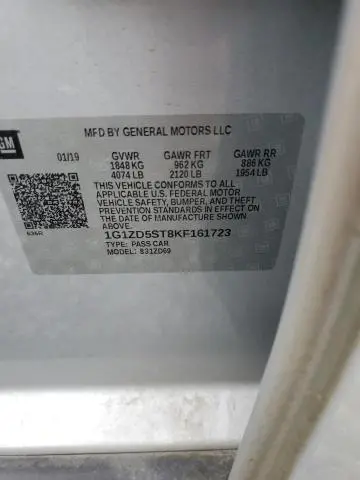 GM
MFD BY GENERAL MOTORS LLC
01/19 GVWR GAWR FRT GAWR RR
1848 KG 962 KG 886 KG
4074 LB 2120 LB 1954 LB
THIS VEHICLE CONFORMS TO ALL
APPLICABLE U.S. FEDERAL MOTOR
VEHICLE SAFETY, BUMPER, AND THEFT
PREVENTION STANDARDS IN EFFECT
ON THE DATE OF MANUFACTURE SHOWN
ABOVE.
1G1ZD5ST8KF161723
TYPE: PASS CAR
MODEL: 831ZD69